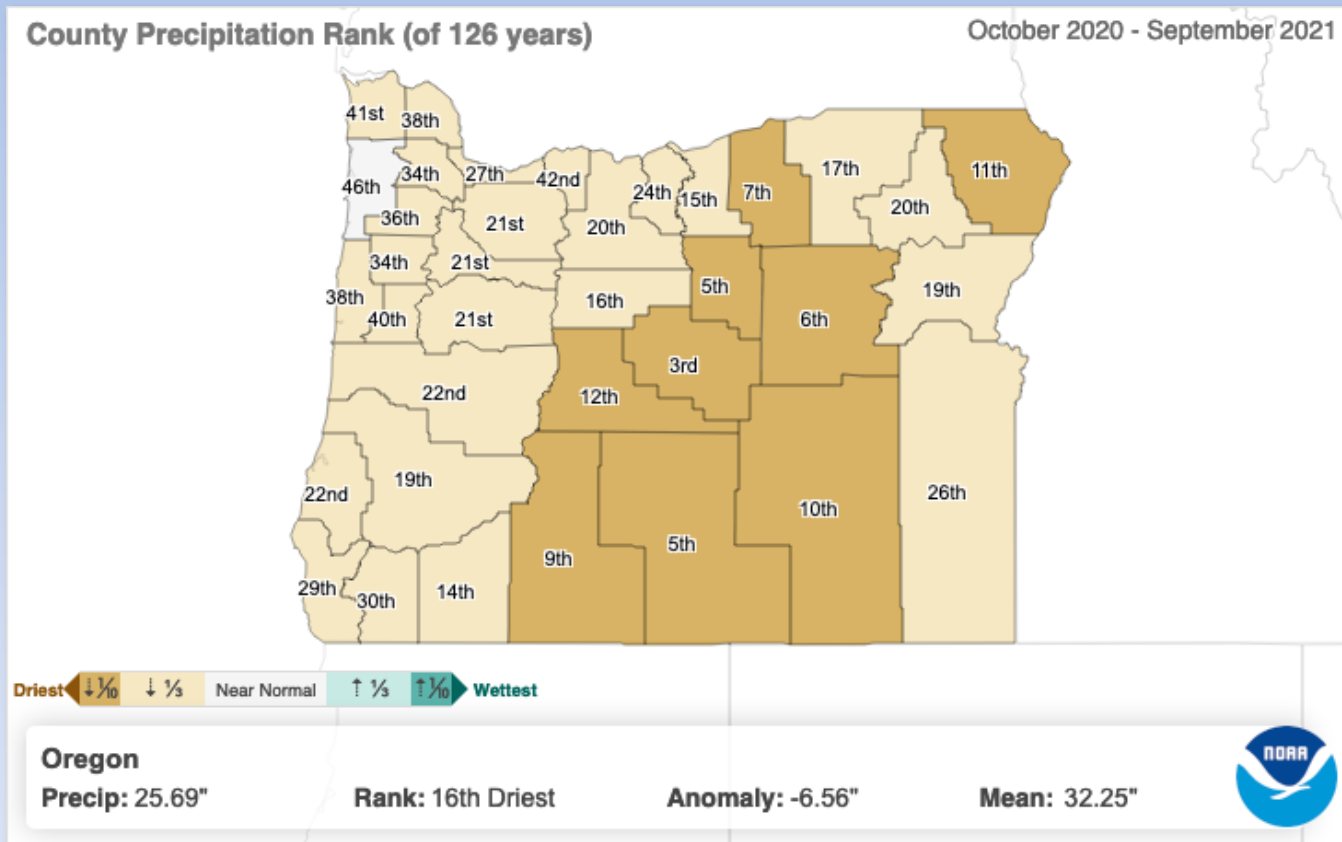 County Precipitation Rank (of 126 years)
October 2020 - September 2021
41st
38th
46th
34th
27th
42nd
24th
15th
7th
17th
20th
11th
36th
21st
20th
34th
21st
5th
19th
38th
40th
21st
16th
6th
3rd
22nd
12th
19th
22nd
26th
10th
5th
9th
29th
30th
14th
Driest ↓⅒ ↓ ⅓ Near Normal ↑ ⅓ ↑⅒ Wettest
Oregon
Precip: 25.69" Rank: 16th Driest Anomaly: -6.56" Mean: 32.25"
NOAA